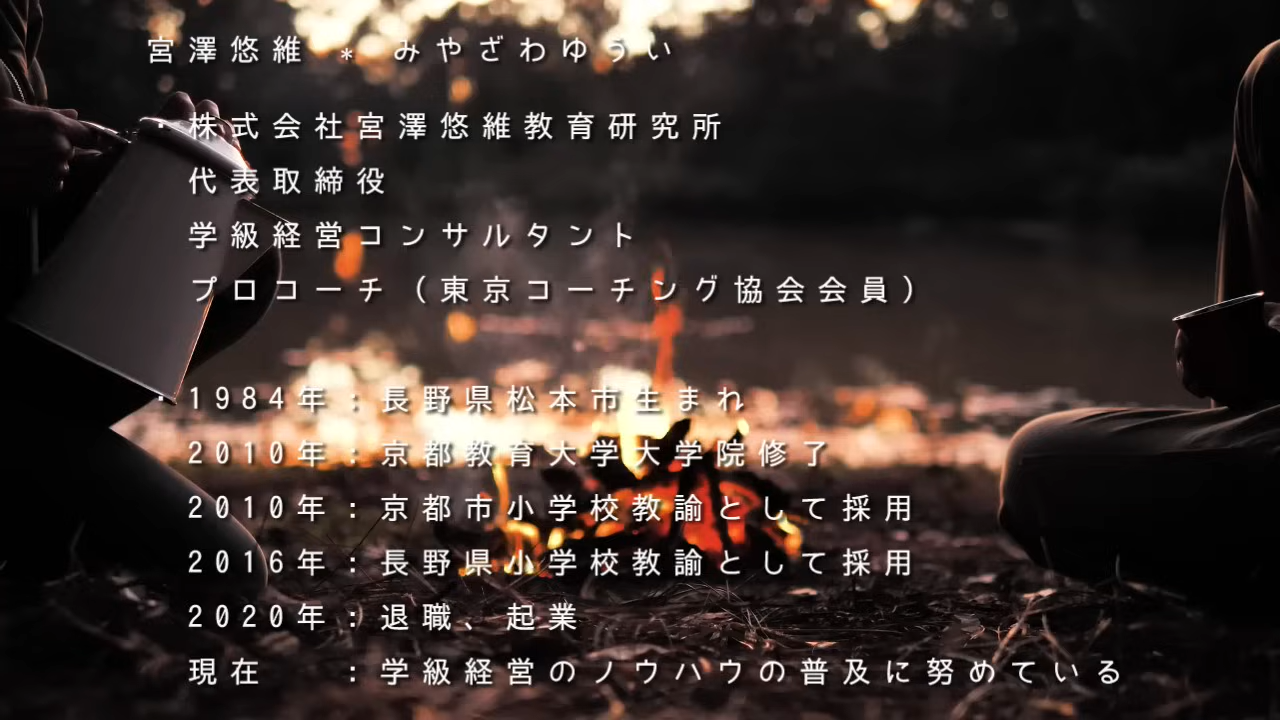 宮澤悠維 * みやざわゆうい
・株式会社宮澤悠維教育研究所
代表取締役
学級経営コンサルタント
プロコーチ（東京コーチング協会会員）
・1984年：長野県松本市生まれ
2010年：京都教育大学大学院修了
2010年：京都市小学校教諭として採用
2016年：長野県小学校教諭として採用
2020年：退職、起業
現在　：学級経営のノウハウの普及に努めている